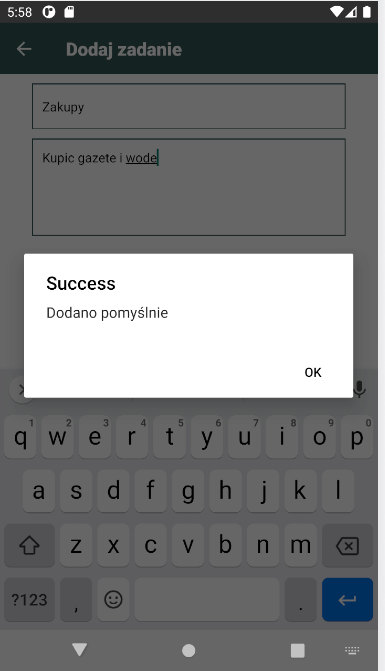 5:58
Dodaj zadanie
Zakupy
Kupic gazete i wode
Success
Dodano pomyślnie
OK
1 2 3 4 5 6 7 8 9 0
q w e r t y u i o p
a s d f g h j k l
z x c v b n m
?123 , .